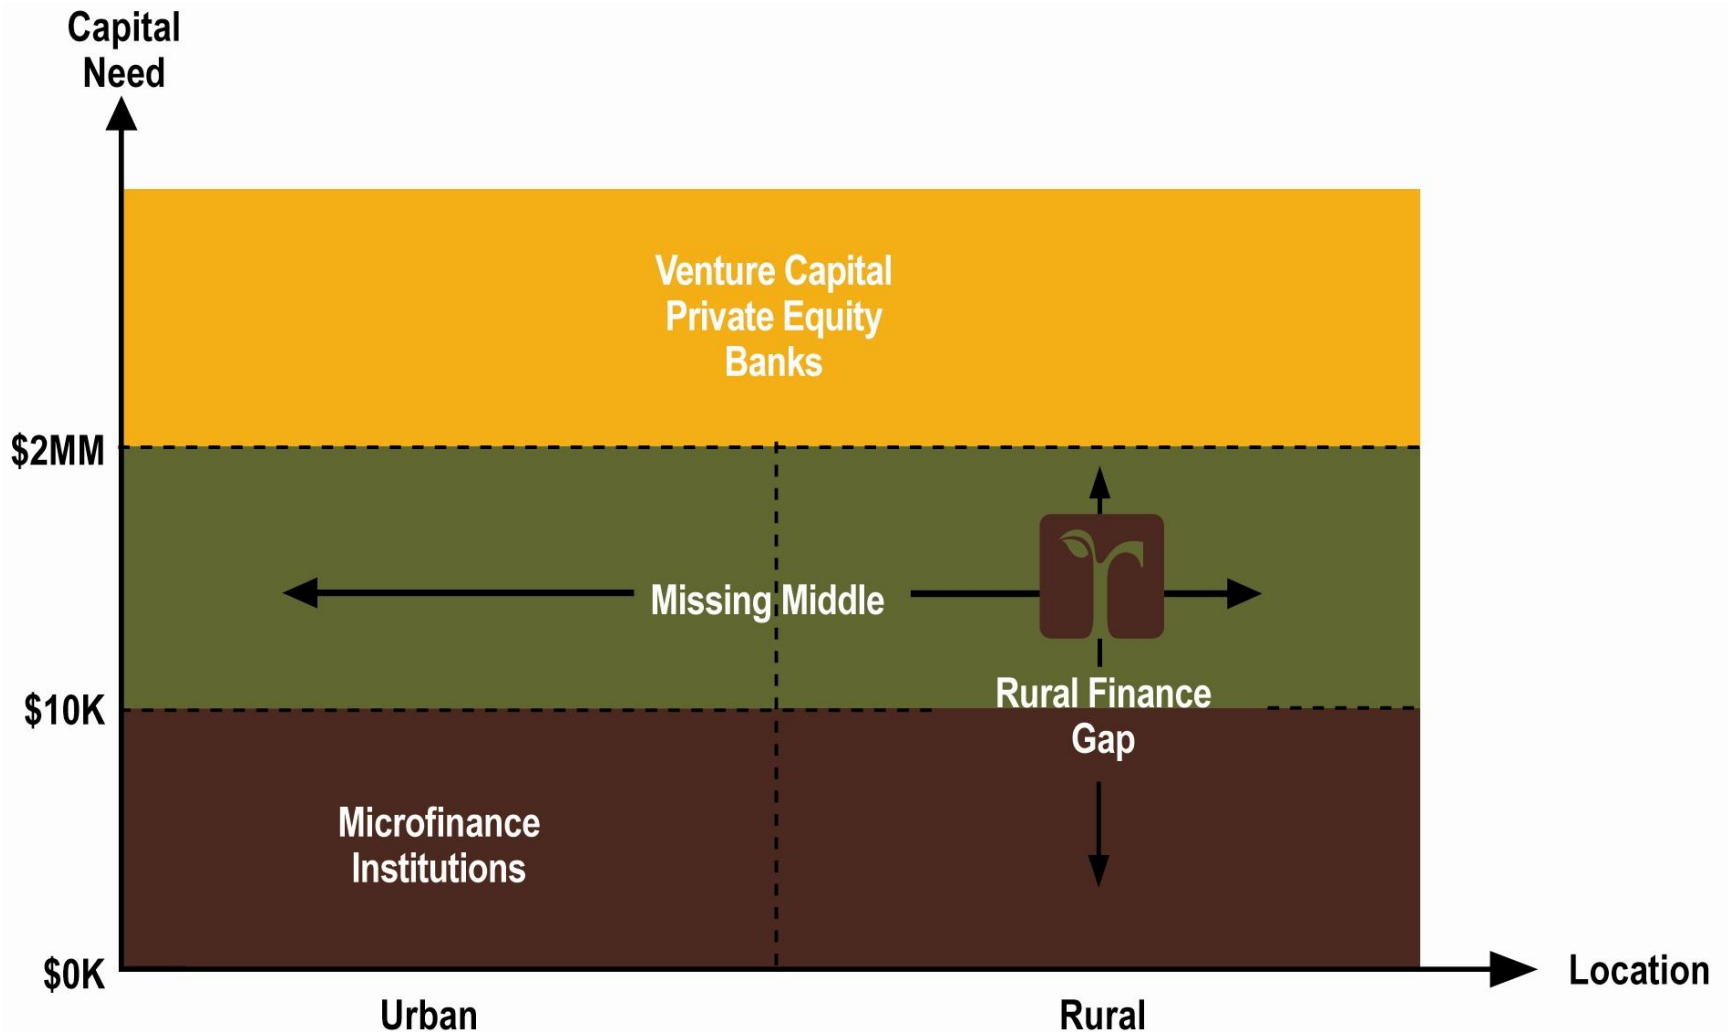 Capital
Need
Venture Capital
Private Equity
Banks
$2MM
Missing Middle
r
Rural Finance
Gap
$10K
Microfinance
Institutions
$0K
Location
Urban
Rural